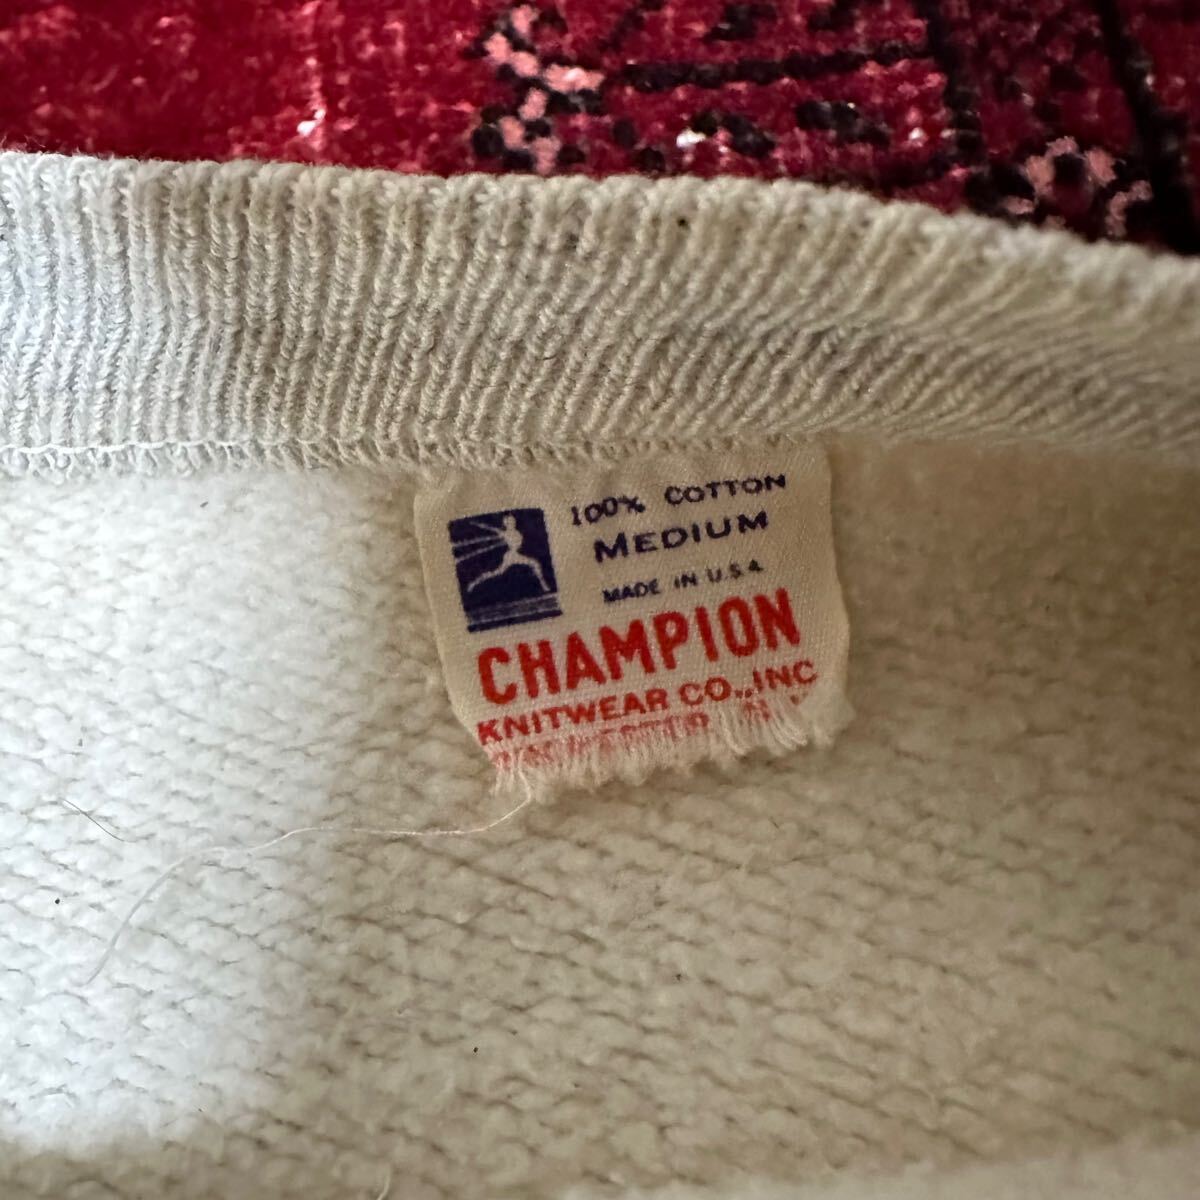 100% COTTON
MEDIUM
MADE IN U.S.A.
CHAMPION
KNITWEAR CO., INC